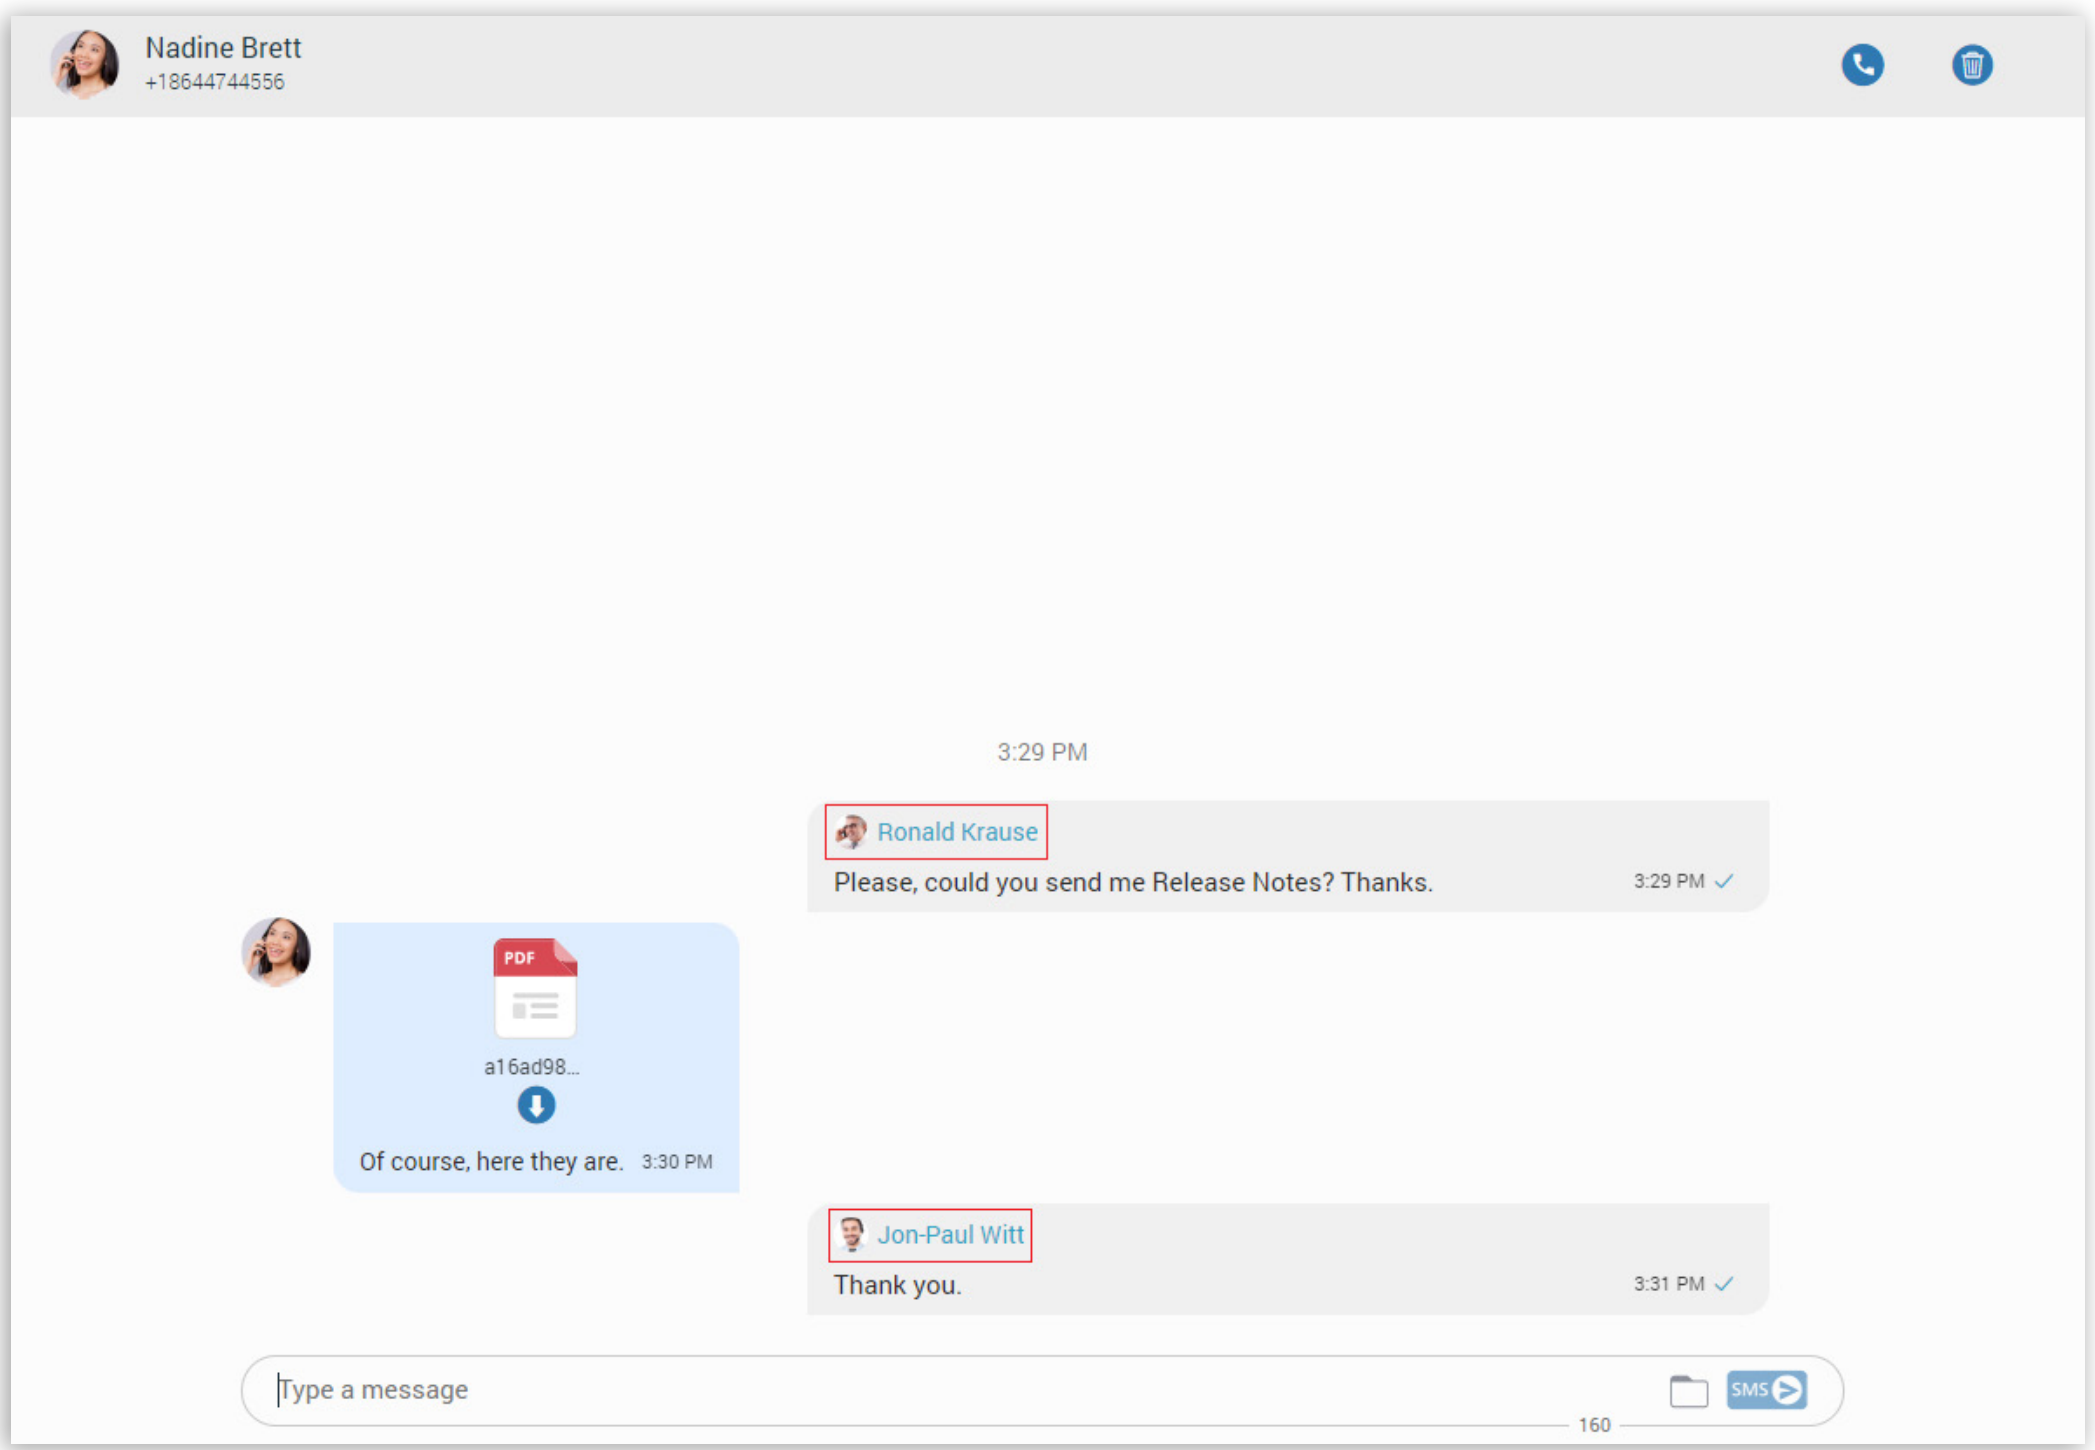 Nadine Brett
+18644744556
3:29 PM
Ronald Krause
Please, could you send me Release Notes? Thanks. 3:29 PM
PDF
a16ad98...
Of course, here they are. 3:30 PM
Jon-Paul Witt
Thank you. 3:31 PM
Type a message SMS
160